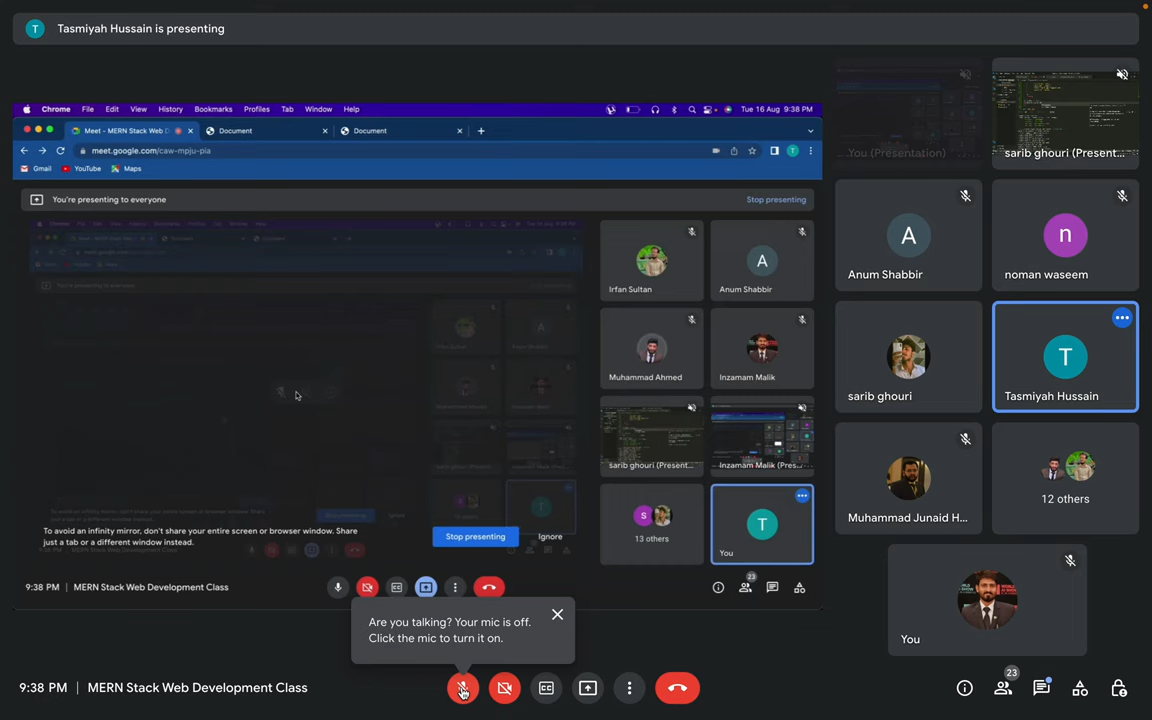 T Tasmiyah Hussain is presenting
Chrome File Edit View History Bookmarks Profiles Tab Window Help Tue 16 Aug 9:38 PM
Meet - MERN Stack Web D Document Document
meet.google.com/caw-mpju-pia T
Gmail YouTube Maps
You're presenting to everyone Stop presenting
Irfan Sultan
A
Anum Shabbir
Muhammad Ahmed
Inzamam Malik
sarib ghouri (Present...
Inzamam Malik (Pres...
S
13 others
T
You
To avoid an infinity mirror, don't share your entire screen or browser window. Share
just a tab or a different window instead.
Stop presenting Ignore
9:38 PM | MERN Stack Web Development Class
23
You (Presentation)
sarib ghouri (Present...
A
Anum Shabbir
n
noman waseem
sarib ghouri
T
Tasmiyah Hussain
Muhammad Junaid H...
12 others
You
Are you talking? Your mic is off.
Click the mic to turn it on.
9:38 PM | MERN Stack Web Development Class
23